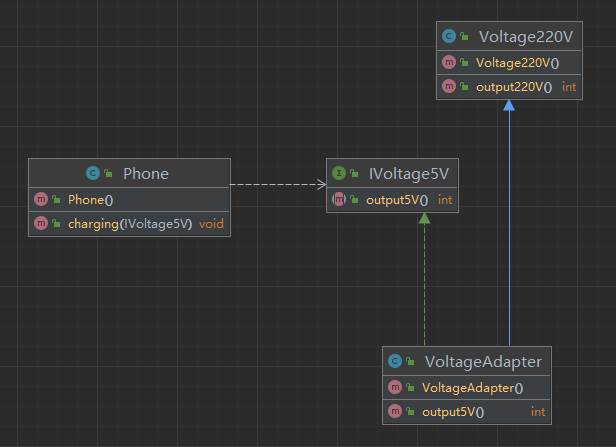 Voltage220V
Voltage220V()
output220V() int
Phone
Phone()
charging(IVoltage5V) void
IVoltage5V
output5V() int
VoltageAdapter
VoltageAdapter()
output5V() int